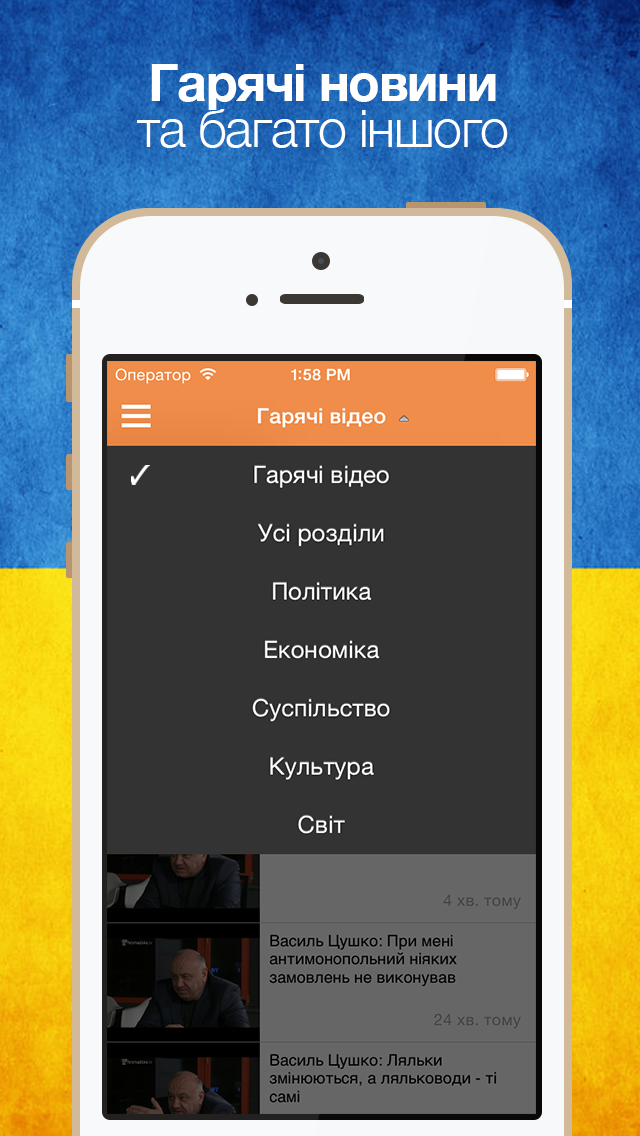 Гарячі новини
та багато іншого
Оператор 1:58 PM
Гарячі відео
✓ Гарячі відео
Усі розділи
Політика
Економіка
Суспільство
Культура
Світ
4 хв. тому
Василь Цушко: При мені
антимонопольний ніяких
замовлень не виконував
24 хв. тому
Василь Цушко: Ляльки
змінюються, а ляльководи - ті
самі